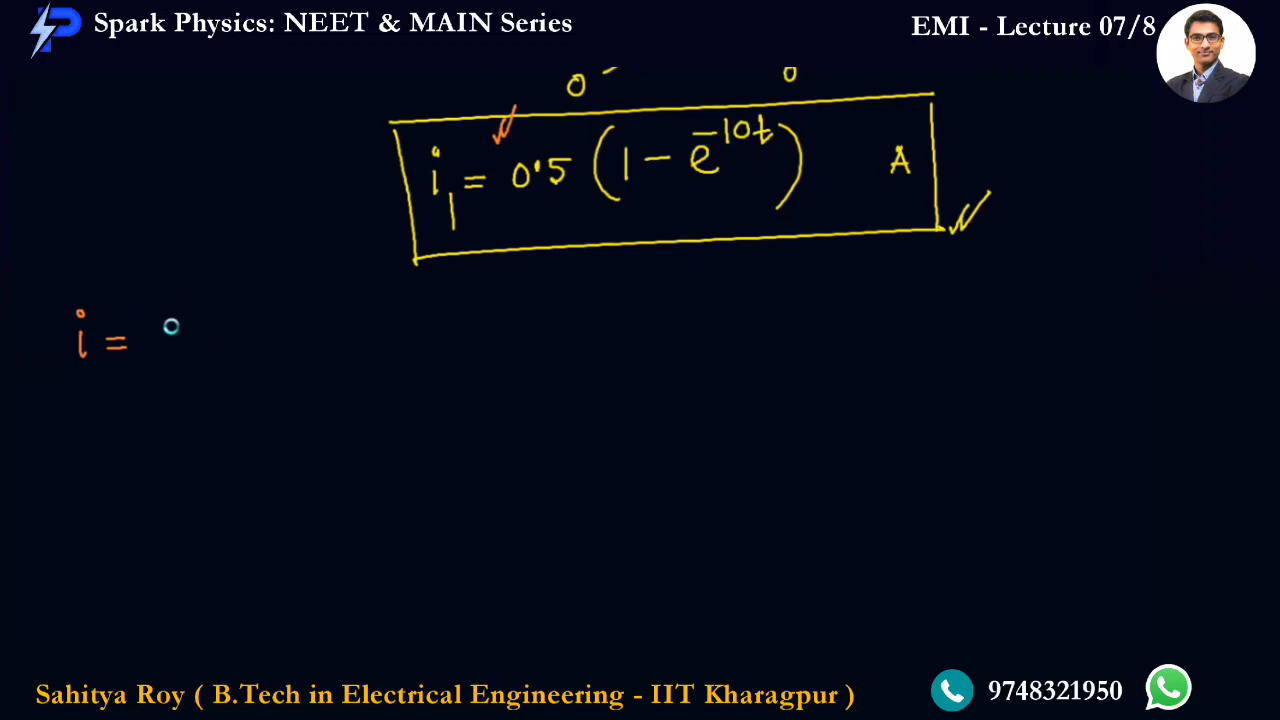 Spark Physics: NEET & MAIN Series
EMI - Lecture 07/8
i₁ = 0.5 (1 - e^{-10t}) A
i =
Sahitya Roy ( B.Tech in Electrical Engineering - IIT Kharagpur )
9748321950